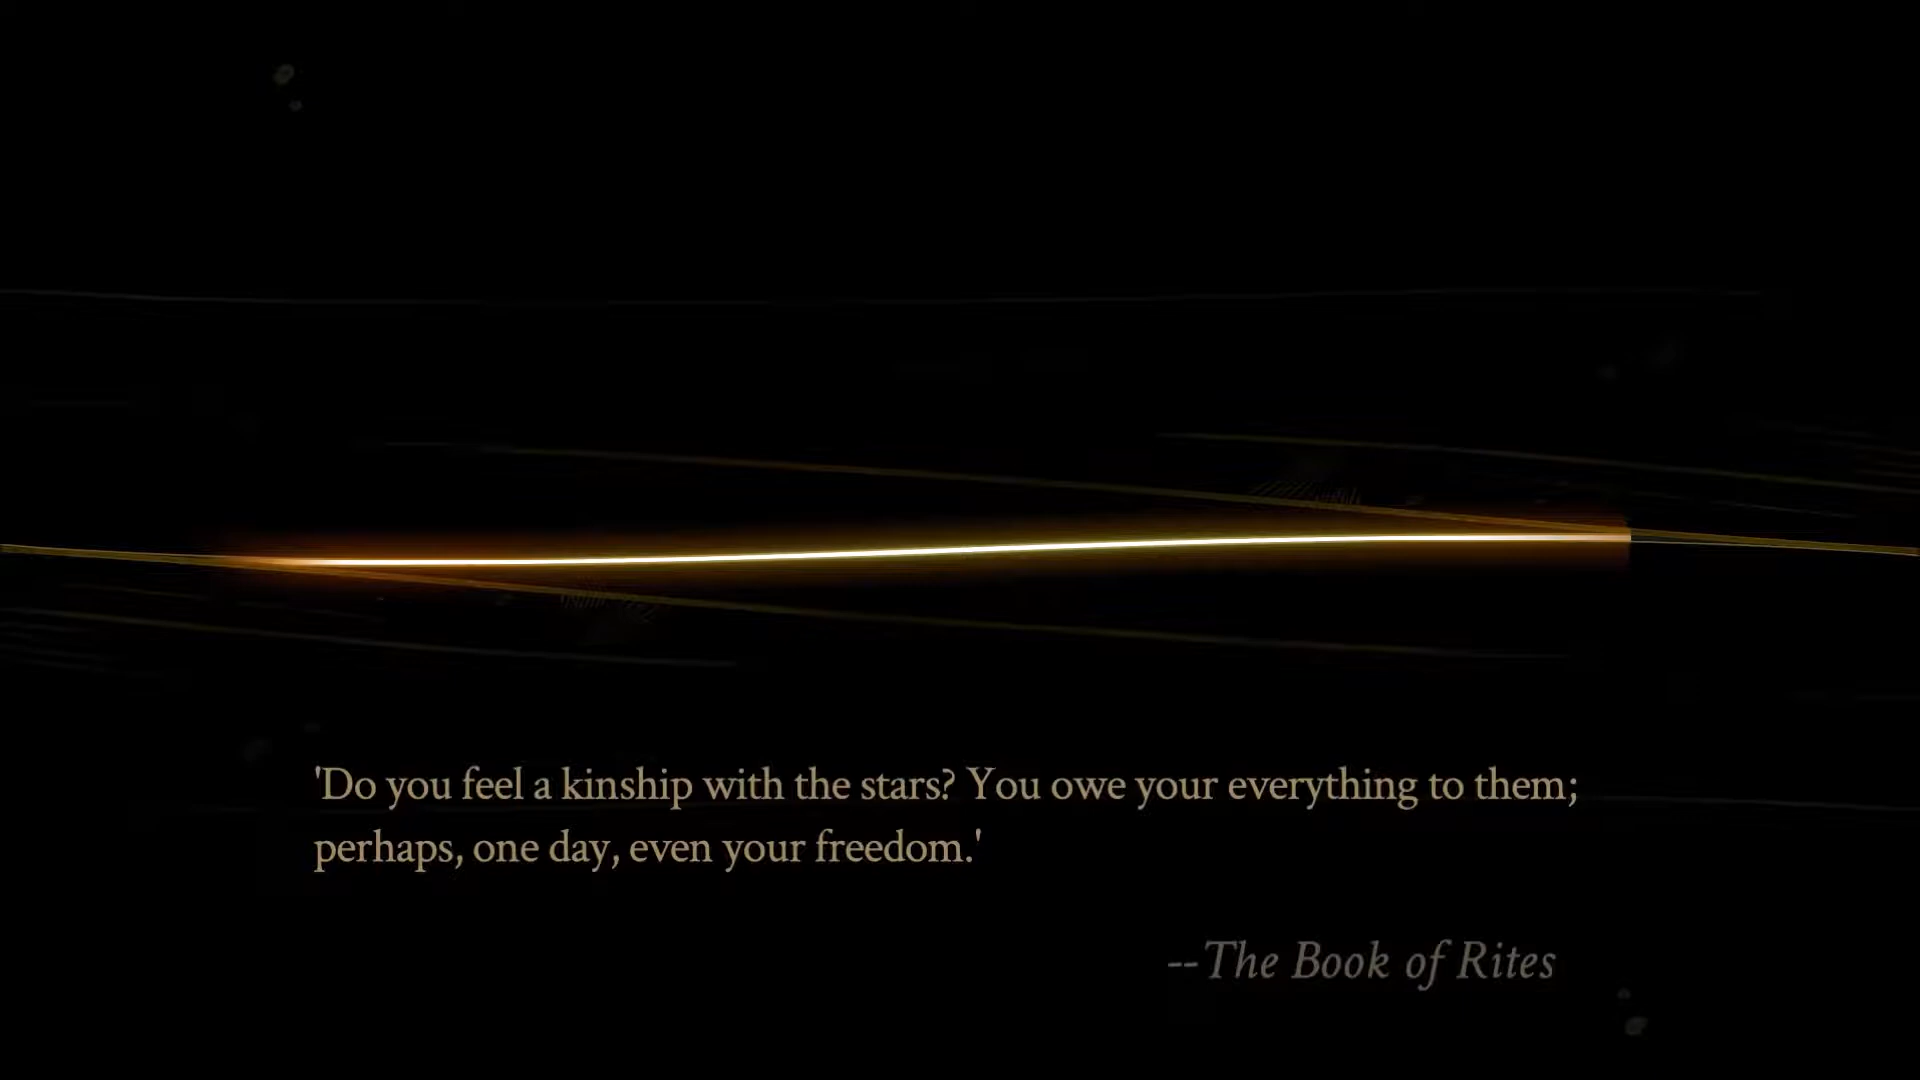 'Do you feel a kinship with the stars? You owe your everything to them;
perhaps, one day, even your freedom.'
--The Book of Rites